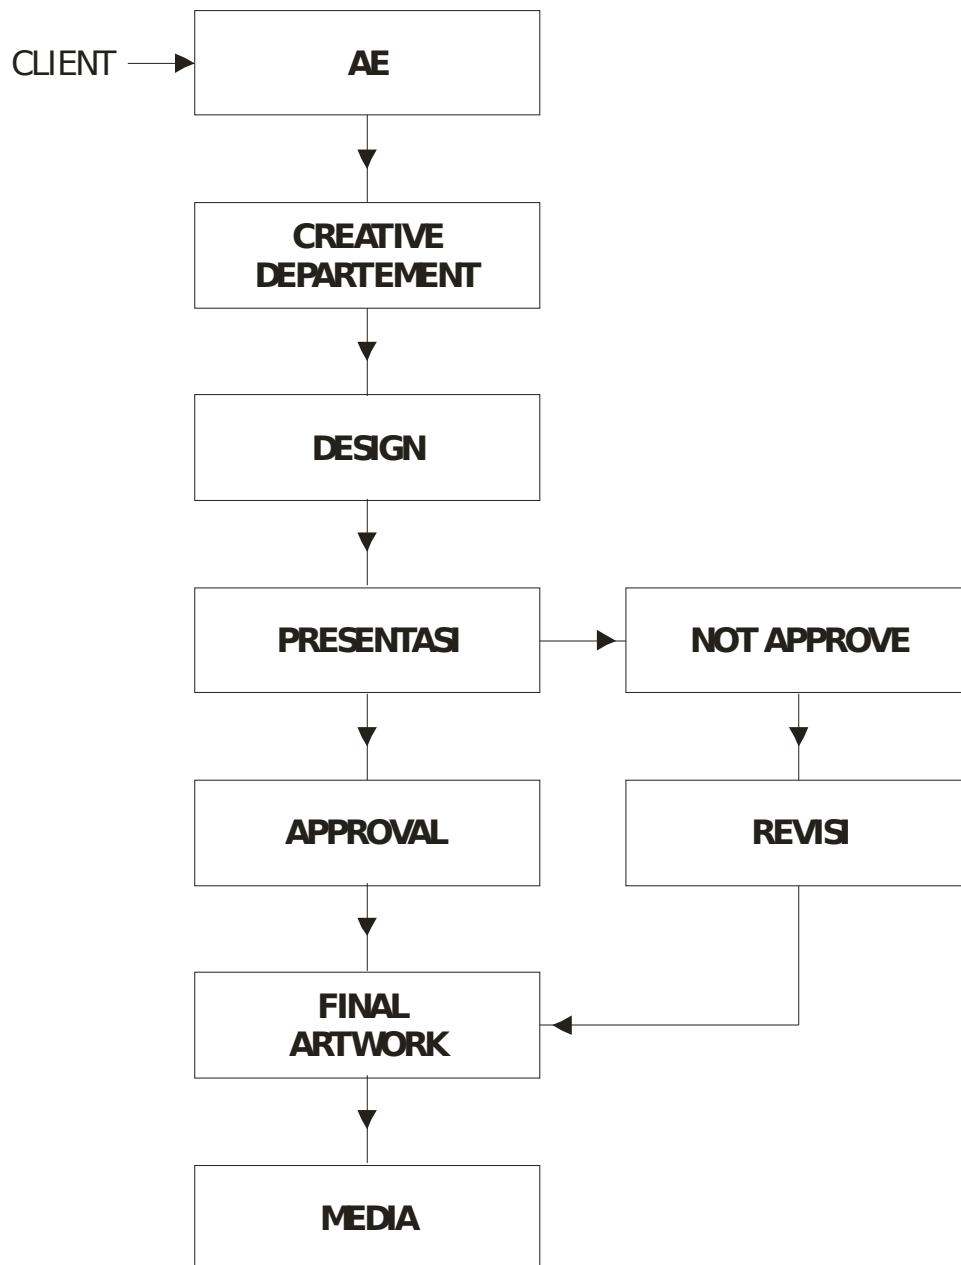 CLIENT
AE
CREATIVE
DEPARTEMENT
DESIGN
PRESENTASI
NOT APPROVE
APPROVAL
REVISI
FINAL
ARTWORK
MEDIA